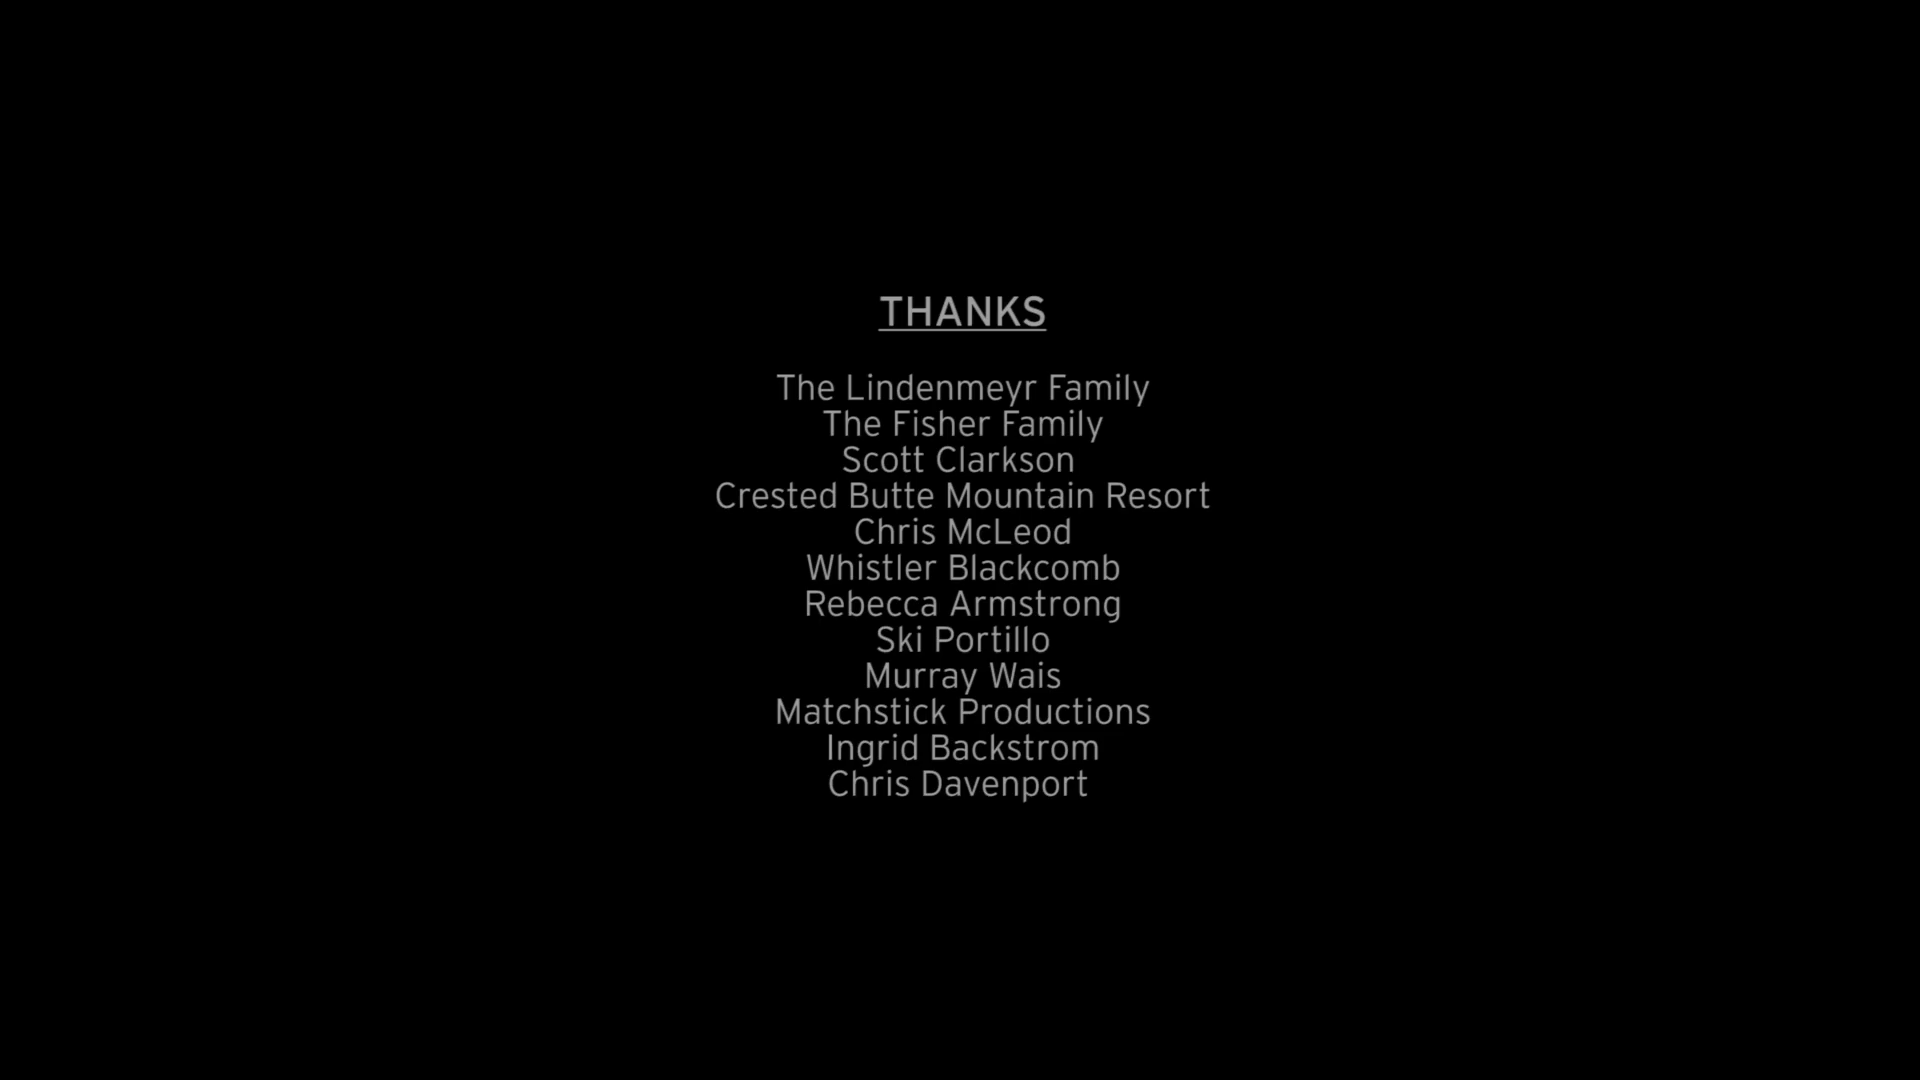 THANKS
The Lindenmeyr Family
The Fisher Family
Scott Clarkson
Crested Butte Mountain Resort
Chris McLeod
Whistler Blackcomb
Rebecca Armstrong
Ski Portillo
Murray Wais
Matchstick Productions
Ingrid Backstrom
Chris Davenport